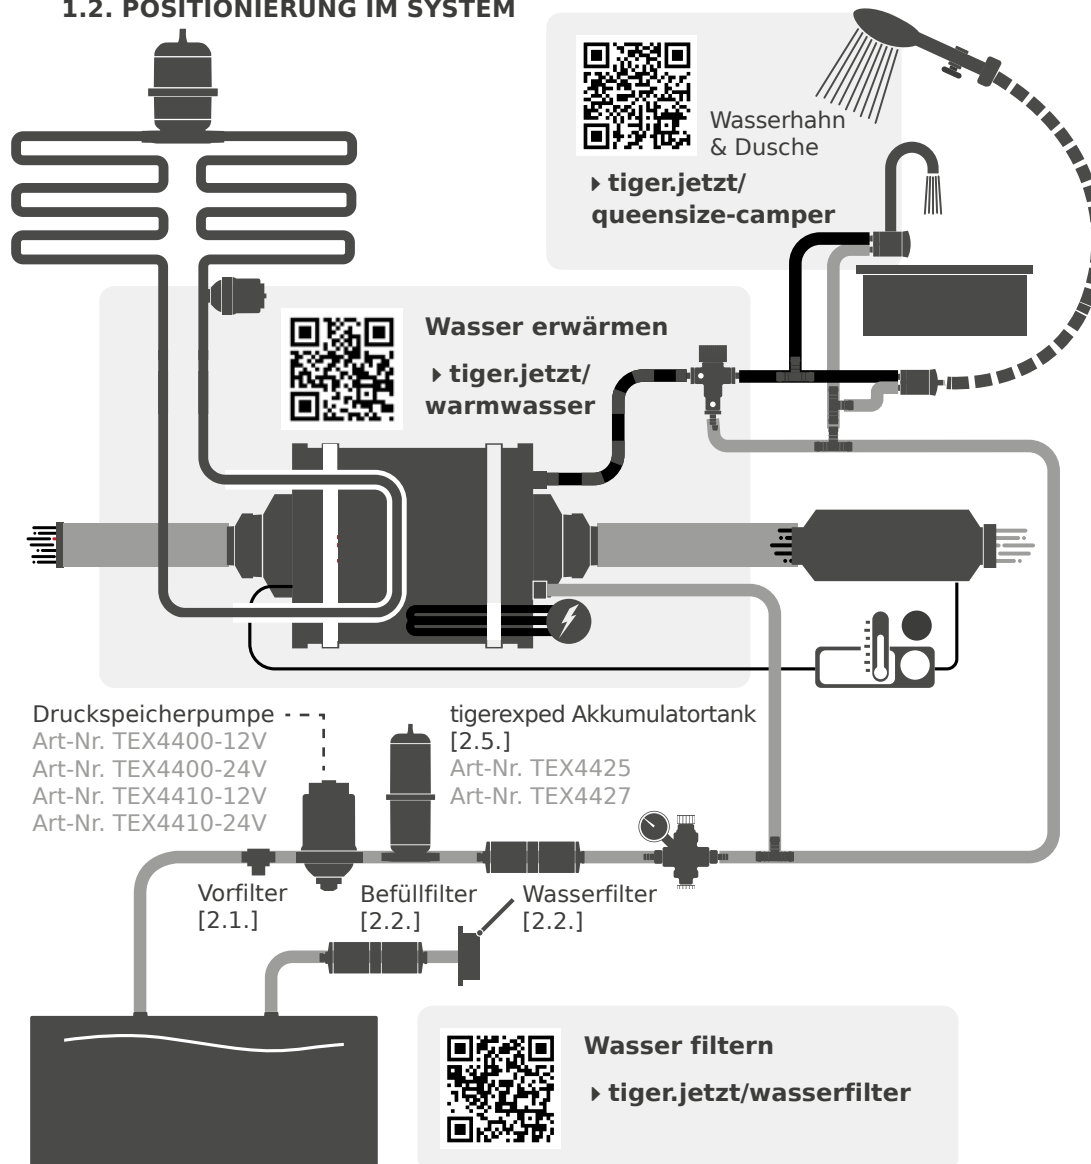 1.2. POSITIONIERUNG IM SYSTEM
Wasserhahn
& Dusche
tiger.jetzt/
queensize-camper
Wasser erwärmen
tiger.jetzt/
warmwasser
Druckspeicherpumpe
Art-Nr. TEX4400-12V
Art-Nr. TEX4400-24V
Art-Nr. TEX4410-12V
Art-Nr. TEX4410-24V
tigerexped Akkumulatortank
[2.5.]
Art-Nr. TEX4425
Art-Nr. TEX4427
Vorfilter
[2.1.]
Befüllfilter
[2.2.]
Wasserfilter
[2.2.]
Wasser filtern
tiger.jetzt/wasserfilter